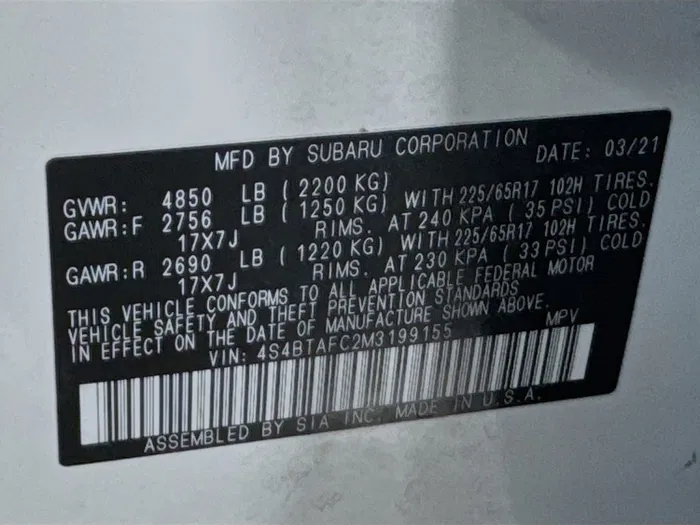 MFD BY SUBARU CORPORATION DATE: 03/21
GVWR: 4850 LB ( 2200 KG)
GAWR:F 2756 LB ( 1250 KG) WITH 225/65R17 102H TIRES.
17X7J RIMS. AT 240 KPA ( 35 PSI) COLD
GAWR:R 2690 LB ( 1220 KG) WITH 225/65R17 102H TIRES.
17X7J RIMS. AT 230 KPA ( 33 PSI) COLD
THIS VEHICLE CONFORMS TO ALL APPLICABLE FEDERAL MOTOR
VEHICLE SAFETY AND THEFT PREVENTION STANDARDS
IN EFFECT ON THE DATE OF MANUFACTURE SHOWN ABOVE.
VIN: 4S4BTAFC2M3199155 MPV
ASSEMBLED BY SIA INC. MADE IN U.S.A.